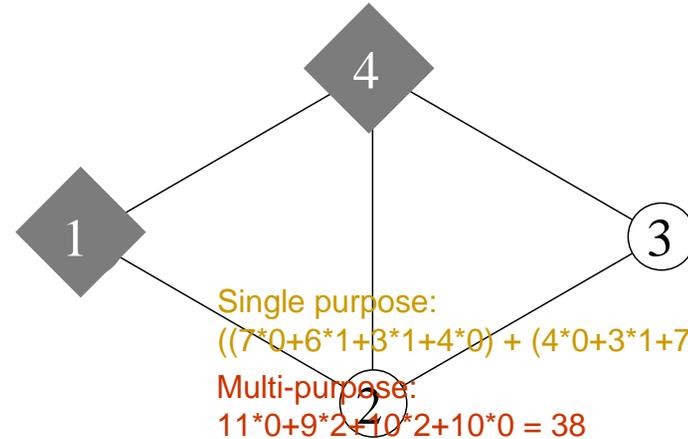 4
1
3
Single purpose:
((7*0+6*1+3*1+4*0) + (4*0+3*1+7
Multi-purpose:
2
11*0+9*2+10*2+10*0 = 38